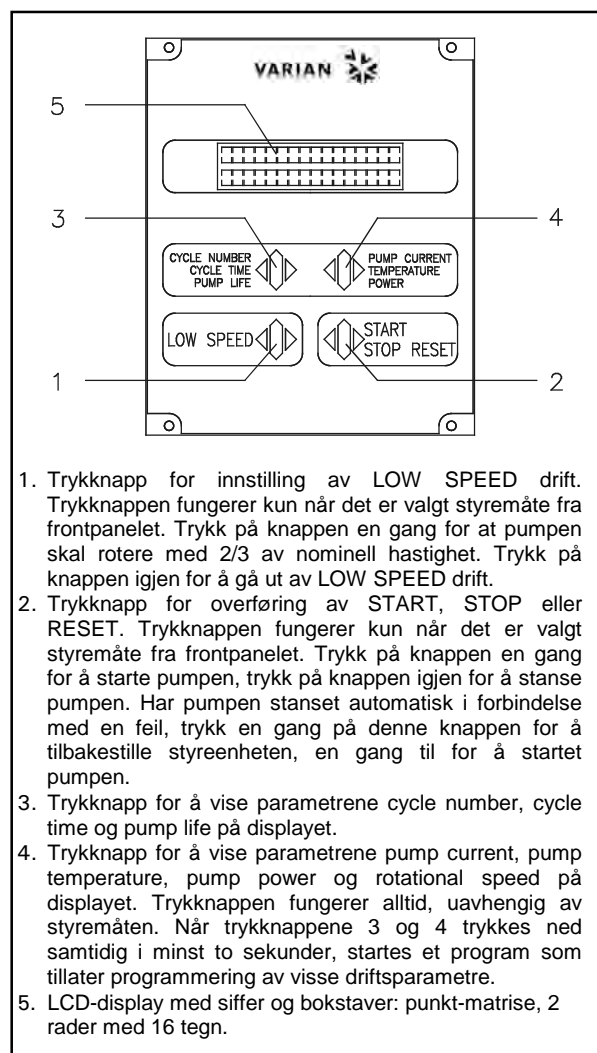 VARIAN
5
3
4
CYCLE NUMBER
CYCLE TIME
PUMP LIFE
PUMP CURRENT
TEMPERATURE
POWER
LOW SPEED
START
STOP RESET
1
2
1. Trykknapp for innstilling av LOW SPEED drift.
Trykknappen fungerer kun når det er valgt styremåte fra
frontpanelet. Trykk på knappen en gang for at pumpen
skal rotere med 2/3 av nominell hastighet. Trykk på
knappen igjen for å gå ut av LOW SPEED drift.
2. Trykknapp for overføring av START, STOP eller
RESET. Trykknappen fungerer kun når det er valgt
styremåte fra frontpanelet. Trykk på knappen en gang
for å starte pumpen, trykk på knappen igjen for å stanse
pumpen. Har pumpen stanset automatisk i forbindelse
med en feil, trykk en gang på denne knappen for å
tilbakestille styreenheten, en gang til for å startet
pumpen.
3. Trykknapp for å vise parametrene cycle number, cycle
time og pump life på displayet.
4. Trykknapp for å vise parametrene pump current, pump
temperature, pump power og rotational speed på
displayet. Trykknappen fungerer alltid, uavhengig av
styremåten. Når trykknappene 3 og 4 trykkes ned
samtidig i minst to sekunder, startes et program som
tillater programmering av visse driftsparametre.
5. LCD-display med siffer og bokstaver: punkt-matrise, 2
rader med 16 tegn.